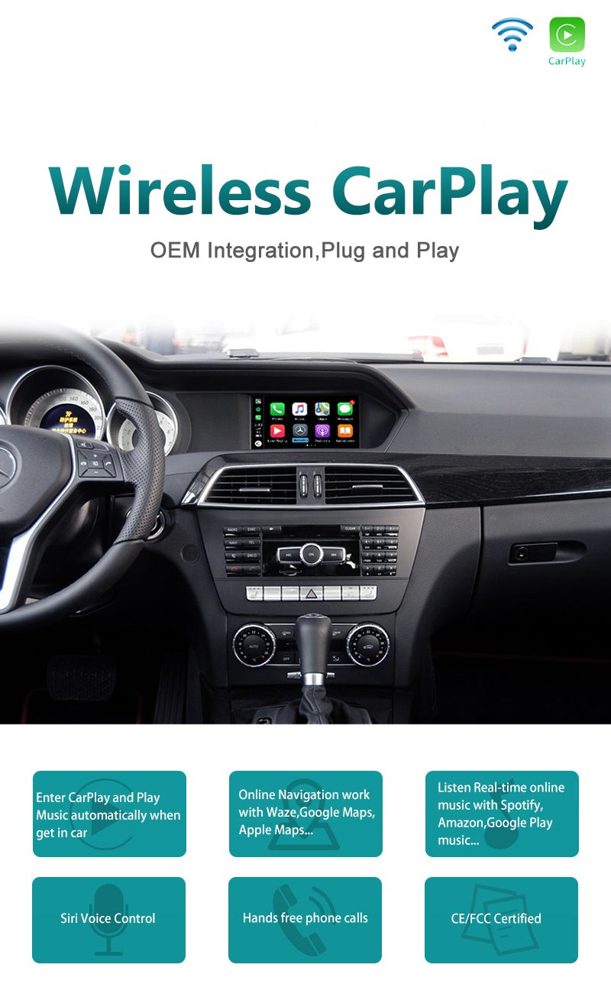 CarPlay
Wireless CarPlay
OEM Integration,Plug and Play
Enter CarPlay and Play
Music automatically when
get in car
Online Navigation work
with Waze,Google Maps,
Apple Maps...
Listen Real-time online
music with Spotify,
Amazon,Google Play
music...
Siri Voice Control
Hands free phone calls
CE/FCC Certified